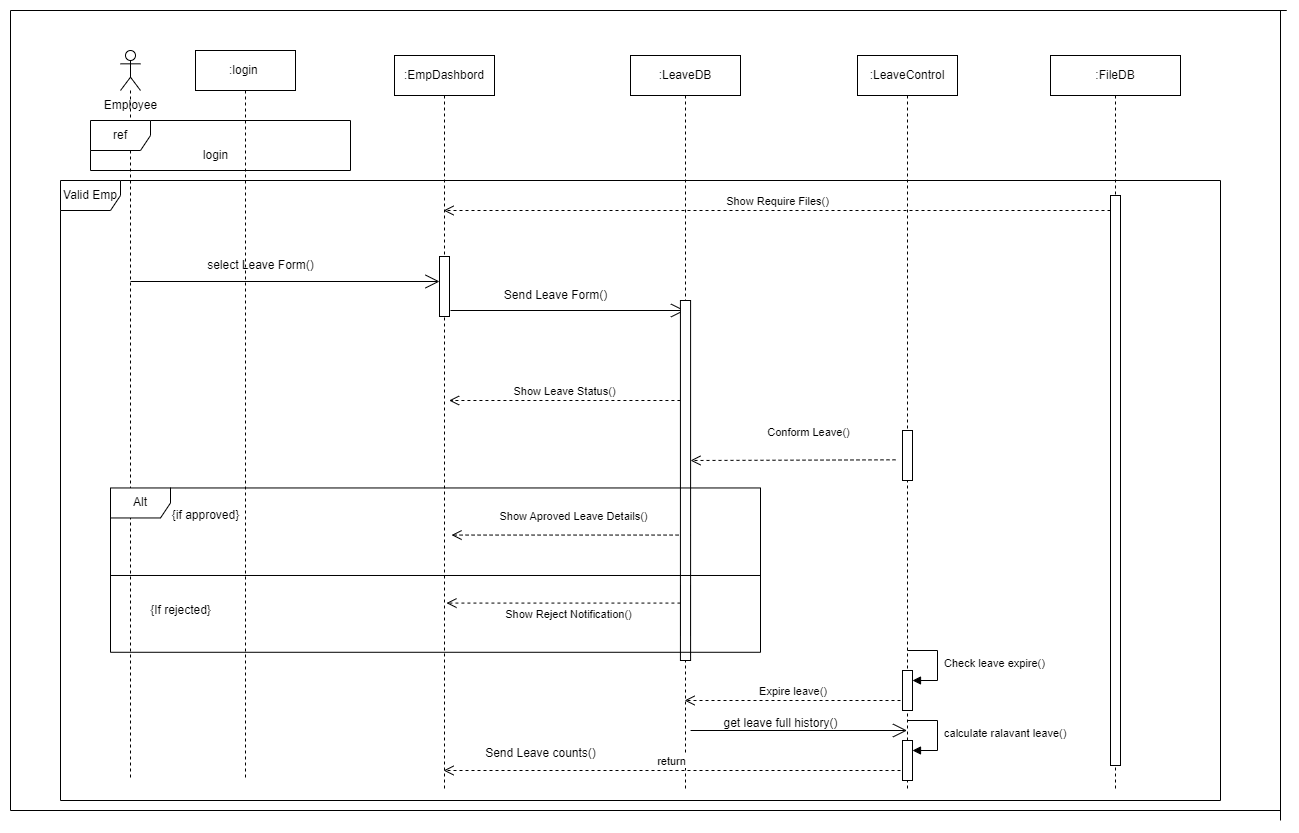 :login
:EmpDashbord
:LeaveDB
:LeaveControl
:FileDB
Employee
ref
login
Valid Emp
Show Require Files()
select Leave Form()
Send Leave Form()
Show Leave Status()
Conform Leave()
Alt
{if approved}
Show Aproved Leave Details()
{If rejected}
Show Reject Notification()
Check leave expire()
Expire leave()
get leave full history()
calculate ralavant leave()
Send Leave counts()
return